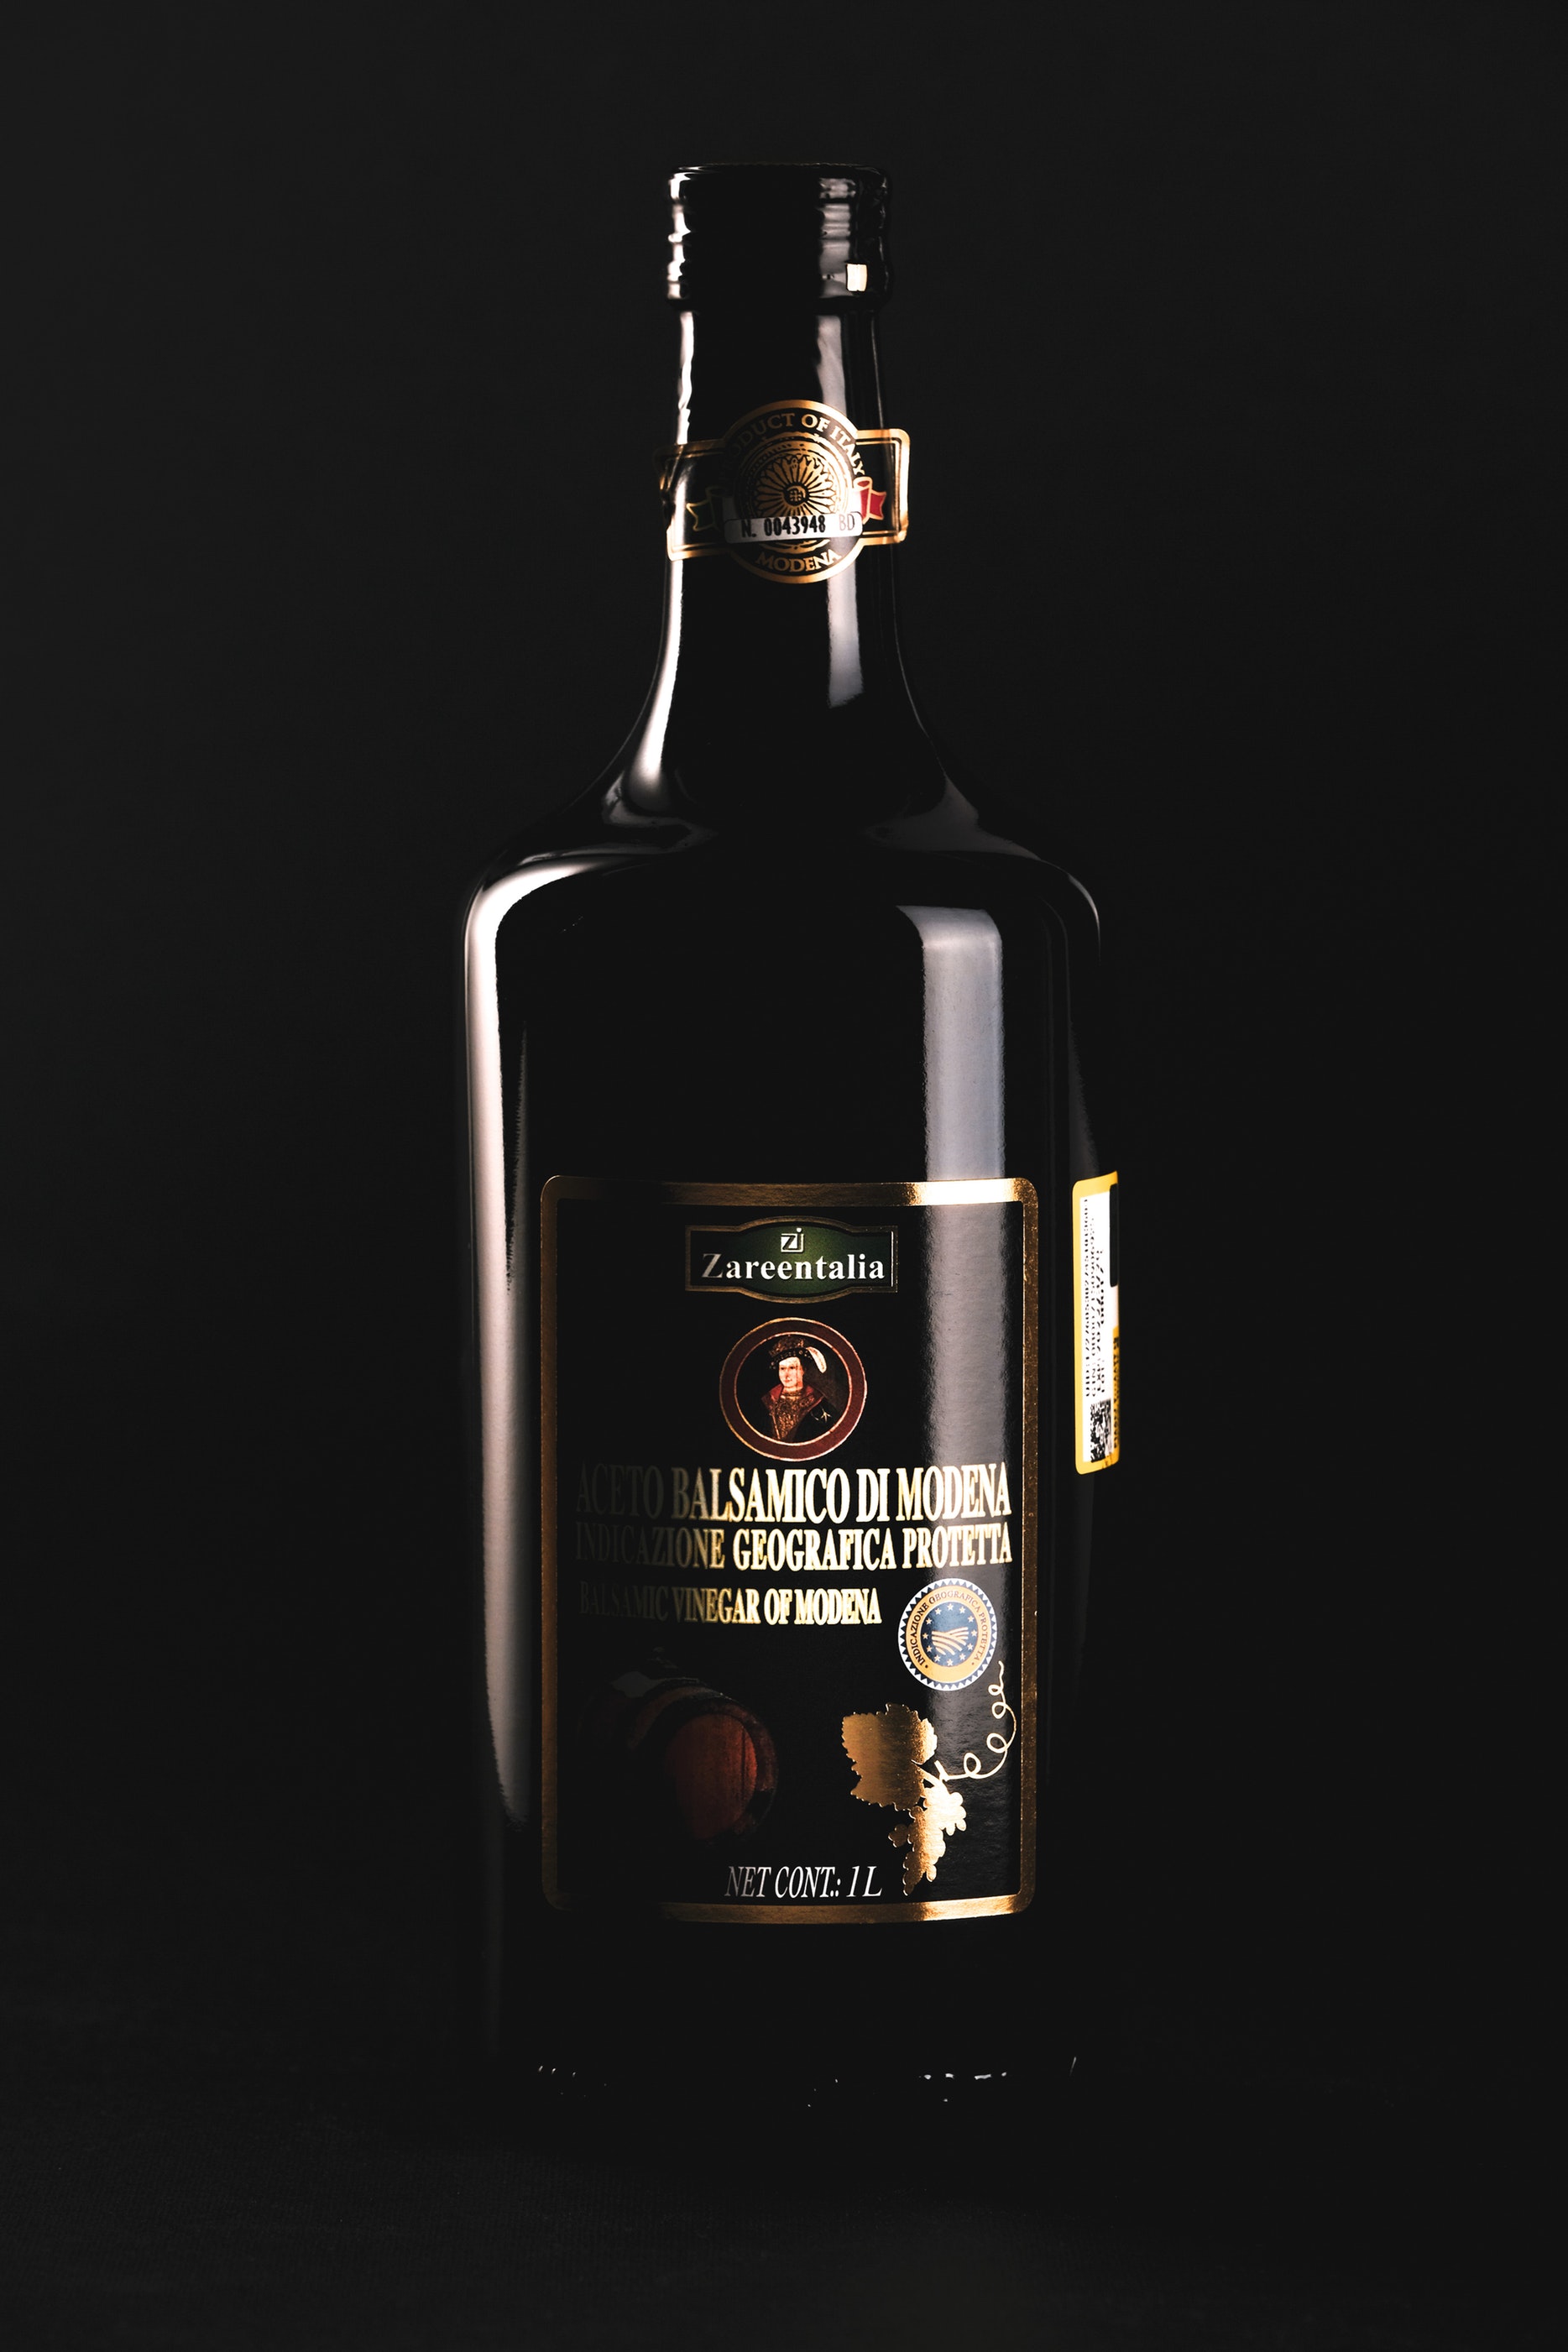 PRODUCT OF ITALY
N. 0043948 BD
MODENA
Zi
Zareentalia
ACETO BALSAMICO DI MODENA
INDICAZIONE GEOGRAFICA PROTETTA
BALSAMIC VINEGAR OF MODENA
INDICAZIONE GEOGRAFICA PROTETTA
NET CONT.: 1 L